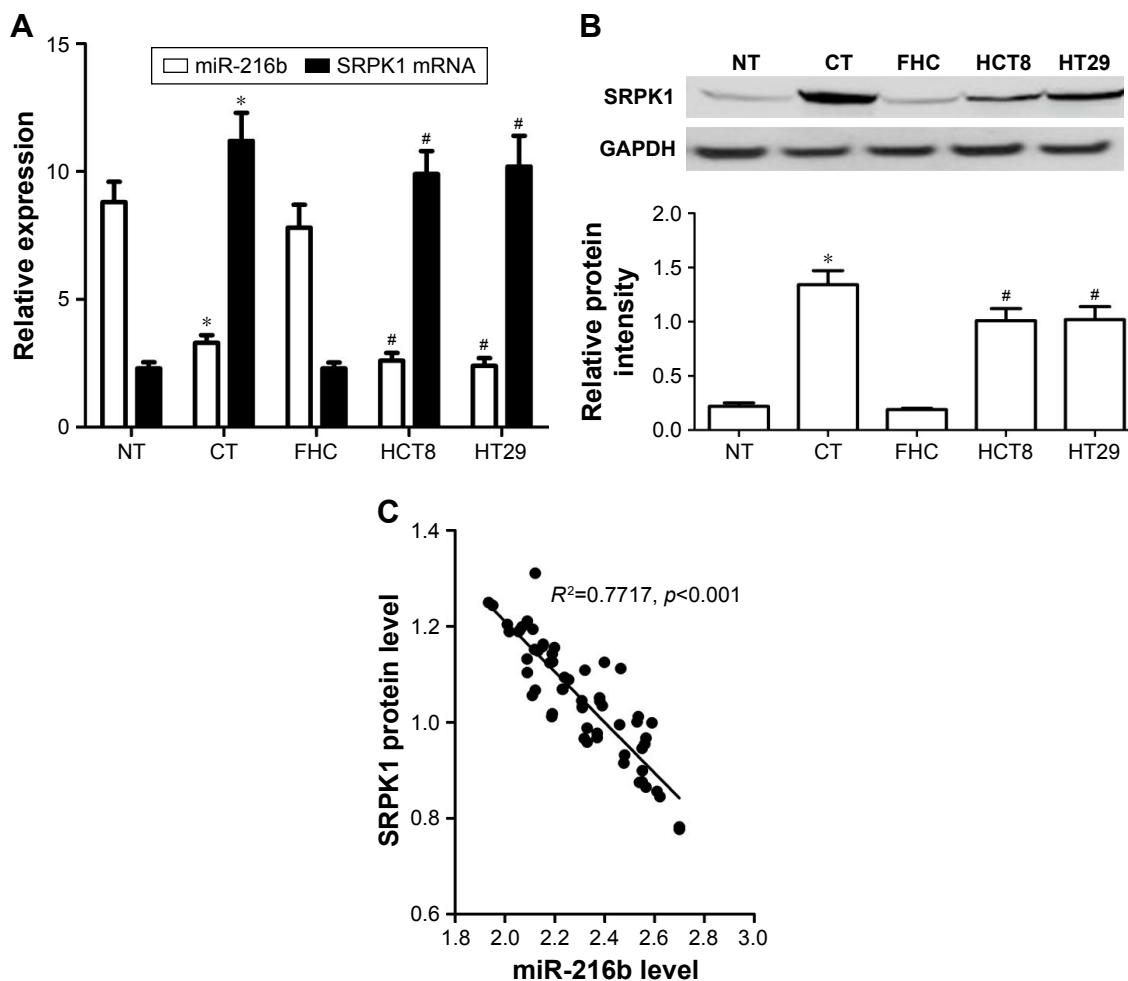 A
15
10
5
0
Relative expression
miR-216b
SRPK1 mRNA
*
*
#
#
#
#
NT CT FHC HCT8 HT29
B
NT CT FHC HCT8 HT29
SRPK1
GAPDH
2.0
1.5
1.0
0.5
0.0
Relative protein
intensity
*
#
#
NT CT FHC HCT8 HT29
C
1.4
1.2
1.0
0.8
0.6
SRPK1 protein level
R²=0.7717, p<0.001
1.8 2.0 2.2 2.4 2.6 2.8 3.0
miR-216b level